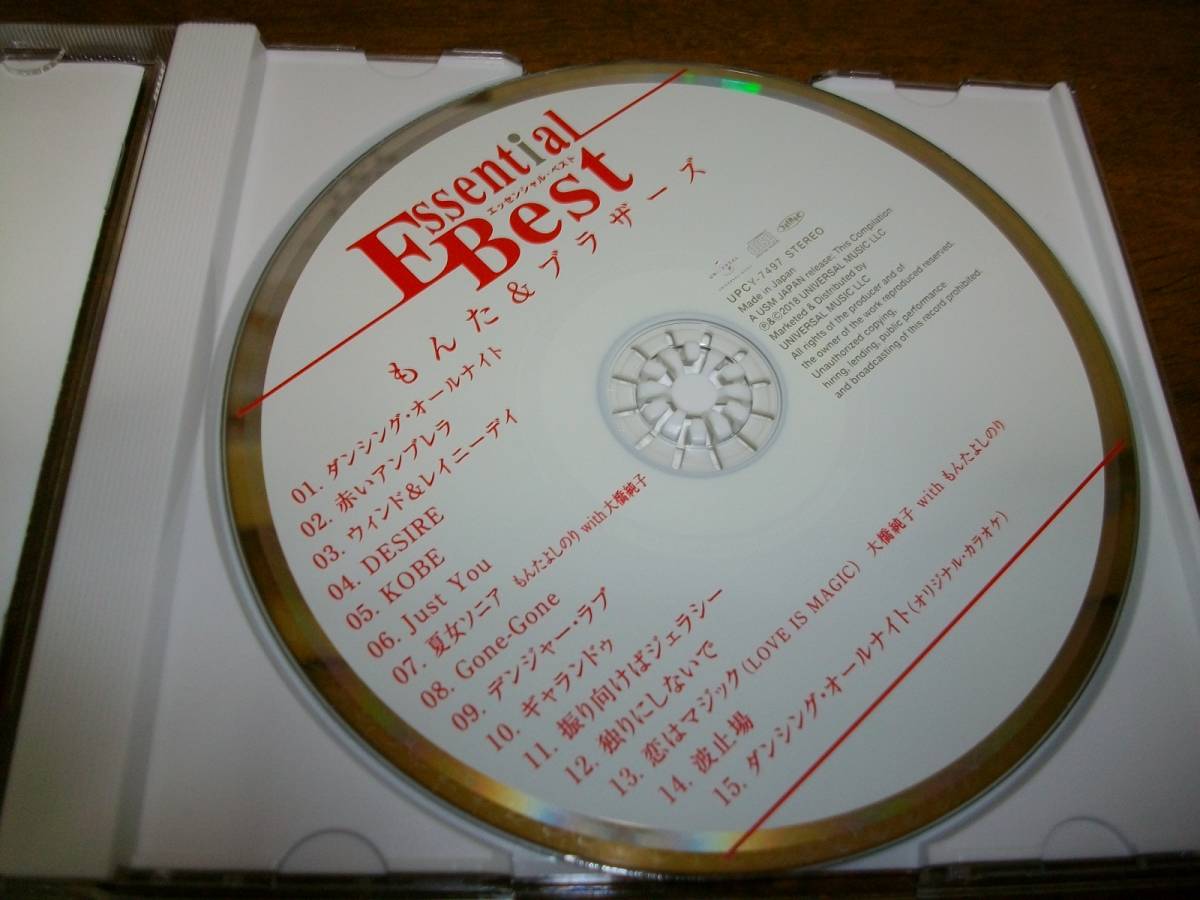 Essential
エッセンシャル・ベスト
Best
もんた&ブラザーズ
UPCY-7497 STEREO
Made in Japan
A USM JAPAN release; This Compilation
℗&©2018 UNIVERSAL MUSIC LLC
Marketed & Distributed by
UNIVERSAL MUSIC LLC
All rights of the producer and of
the owner of the work reproduced reserved.
Unauthorized copying,
hiring, lending, public performance
and broadcasting of this record prohibited.
01. ダンシング・オールナイト
02. 赤いアンブレラ
03. ウィンド&レイニーデイ
04. DESIRE
05. KOBE
06. Just You
07. 夏女ソニア もんたよしのり with 大橋純子
08. Gone-Gone
09. デンジャー・ラブ
10. ギャランドゥ
11. 振り向けばジェラシー
12. 独りにしないで
13. 恋はマジック(LOVE IS MAGIC) 大橋純子 with もんたよしのり
14. 波止場
15. ダンシング・オールナイト(オリジナル・カラオケ)